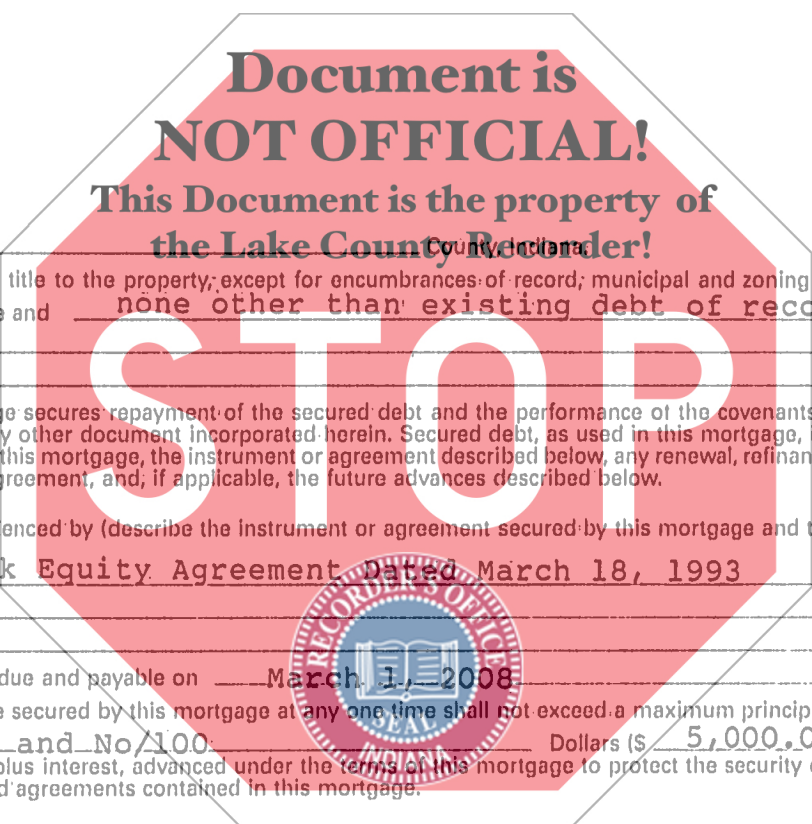 Document is
NOT OFFICIAL!
This Document is the property of
the Lake County Recorder!
County, Indiana,
title to the property, except for encumbrances of record, municipal and zoning
and none other than existing debt of reco
STOP
ge secures repayment of the secured debt and the performance of the covenants
y other document incorporated herein. Secured debt, as used in this mortgage,
this mortgage, the instrument or agreement described below, any renewal, refinan
greement, and, if applicable, the future advances described below.
enced by (describe the instrument or agreement secured by this mortgage and t
k Equity Agreement Dated March 18, 1993
RECORDER'S OFFICE
due and payable on March 1, 2008
e secured by this mortgage at any one time shall not exceed a maximum princip
SEAL
and No/100 Dollars ($ 5,000.0
INDIANA
plus interest, advanced under the terms of this mortgage to protect the security
d agreements contained in this mortgage.